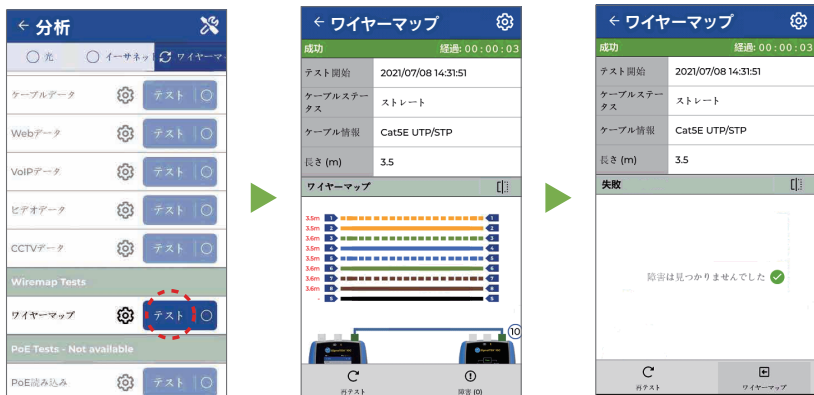 ← 分析
光
イーサネット
ワイヤーマ
ケーブルデータ
テスト
Webデータ
テスト
VoIPデータ
テスト
ビデオデータ
テスト
CCTVデータ
テスト
Wiremap Tests
ワイヤーマップ
テスト
PoE Tests - Not available
PoE読み込み
テスト
← ワイヤーマップ
成功 経過: 00:00:03
テスト開始 2021/07/08 14:31:51
ケーブルステー
タス
ストレート
ケーブル情報 Cat5E UTP/STP
長さ (m) 3.5
ワイヤーマップ
3.5m 1 1
3.5m 2 2
3.6m 3 3
3.5m 4 4
3.5m 5 5
3.6m 6 6
3.6m 7 7
3.6m 8 8
- S S
10
再テスト
障害 (0)
← ワイヤーマップ
成功 経過: 00:00:03
テスト開始 2021/07/08 14:31:51
ケーブルステー
タス
ストレート
ケーブル情報 Cat5E UTP/STP
長さ (m) 3.5
失敗
障害は見つかりませんでした
再テスト
ワイヤーマップ